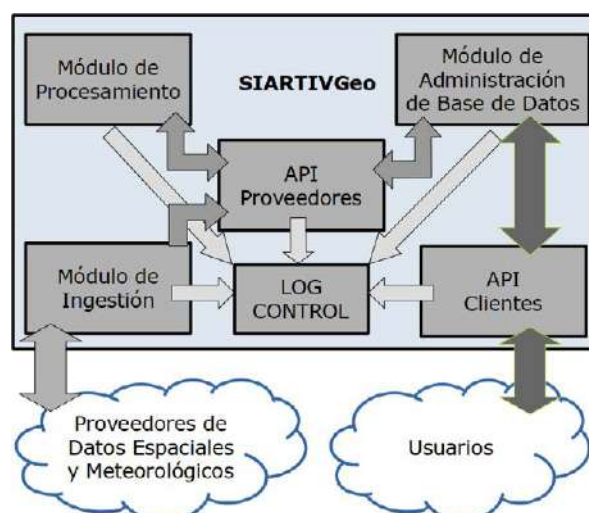 Módulo de
Procesamiento
SIARTIVGeo
Módulo de
Administración
de Base de Datos
API
Proveedores
Módulo de
Ingestión
LOG
CONTROL
API
Clientes
Proveedores de
Datos Espaciales
y Meteorológicos
Usuarios